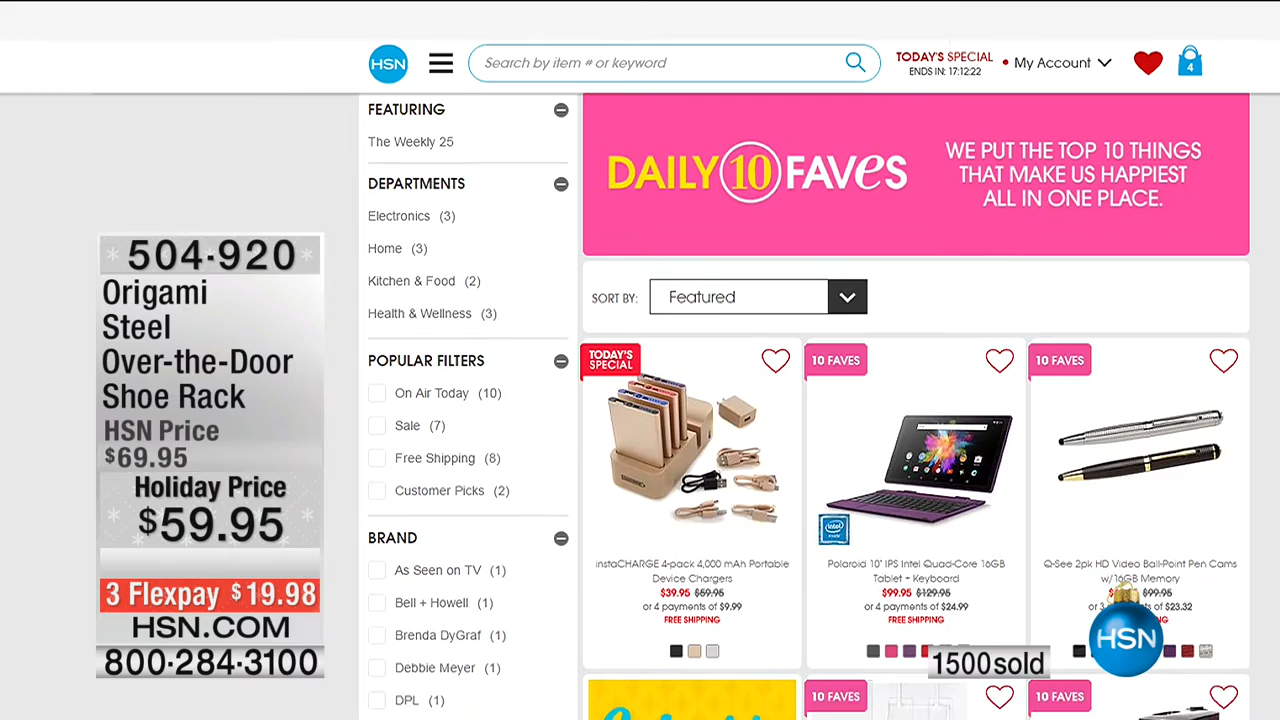 HSN
Search by item # or keyword
TODAY'S SPECIAL
ENDS IN: 17:12:22
My Account
4
FEATURING
The Weekly 25
DEPARTMENTS
Electronics (3)
Home (3)
Kitchen & Food (2)
Health & Wellness (3)
POPULAR FILTERS
On Air Today (10)
Sale (7)
Free Shipping (8)
Customer Picks (2)
BRAND
As Seen on TV (1)
Bell + Howell (1)
Brenda DyGraf (1)
Debbie Meyer (1)
DPL (1)
DAILY 10 FAVES
WE PUT THE TOP 10 THINGS
THAT MAKE US HAPPIEST
ALL IN ONE PLACE.
SORT BY:
Featured
TODAY'S
SPECIAL
instaCHARGE 4-pack 4,000 mAh Portable
Device Chargers
$39.95 $59.95
or 4 payments of $9.99
FREE SHIPPING
10 FAVES
intel
inside
Polaroid 10" IPS Intel Quad-Core 16GB
Tablet + Keyboard
$99.95 $129.95
or 4 payments of $24.99
FREE SHIPPING
10 FAVES
Q-See 2pk HD Video Ball-Point Pen Cams
w/16GB Memory
$99.95
of $23.32
10 FAVES
10 FAVES
504·920
Origami
Steel
Over-the-Door
Shoe Rack
HSN Price
$69.95
Holiday Price
$59.95
3 Flexpay $19.98
HSN.COM
800·284·3100
1500 sold
HSN